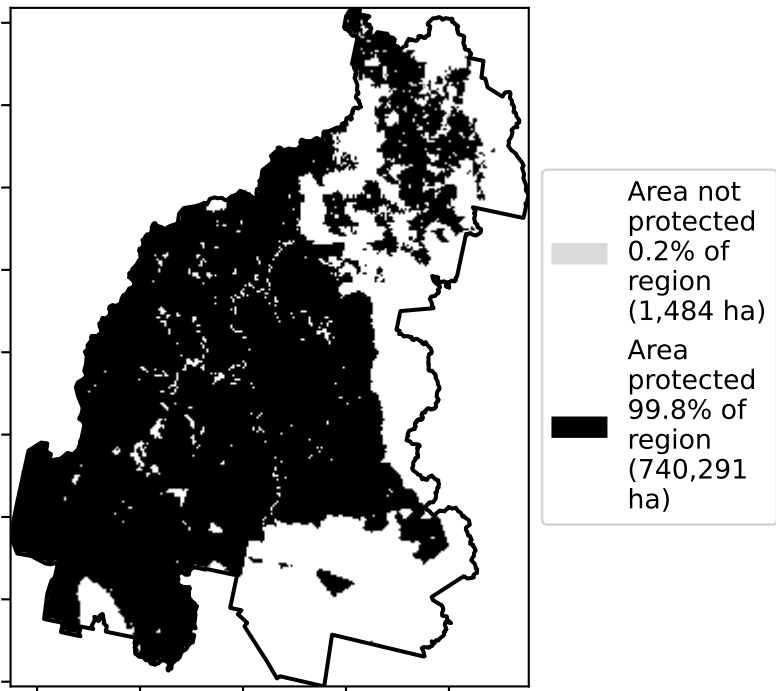 Area not
protected
0.2% of
region
(1,484 ha)
Area
protected
99.8% of
region
(740,291
ha)